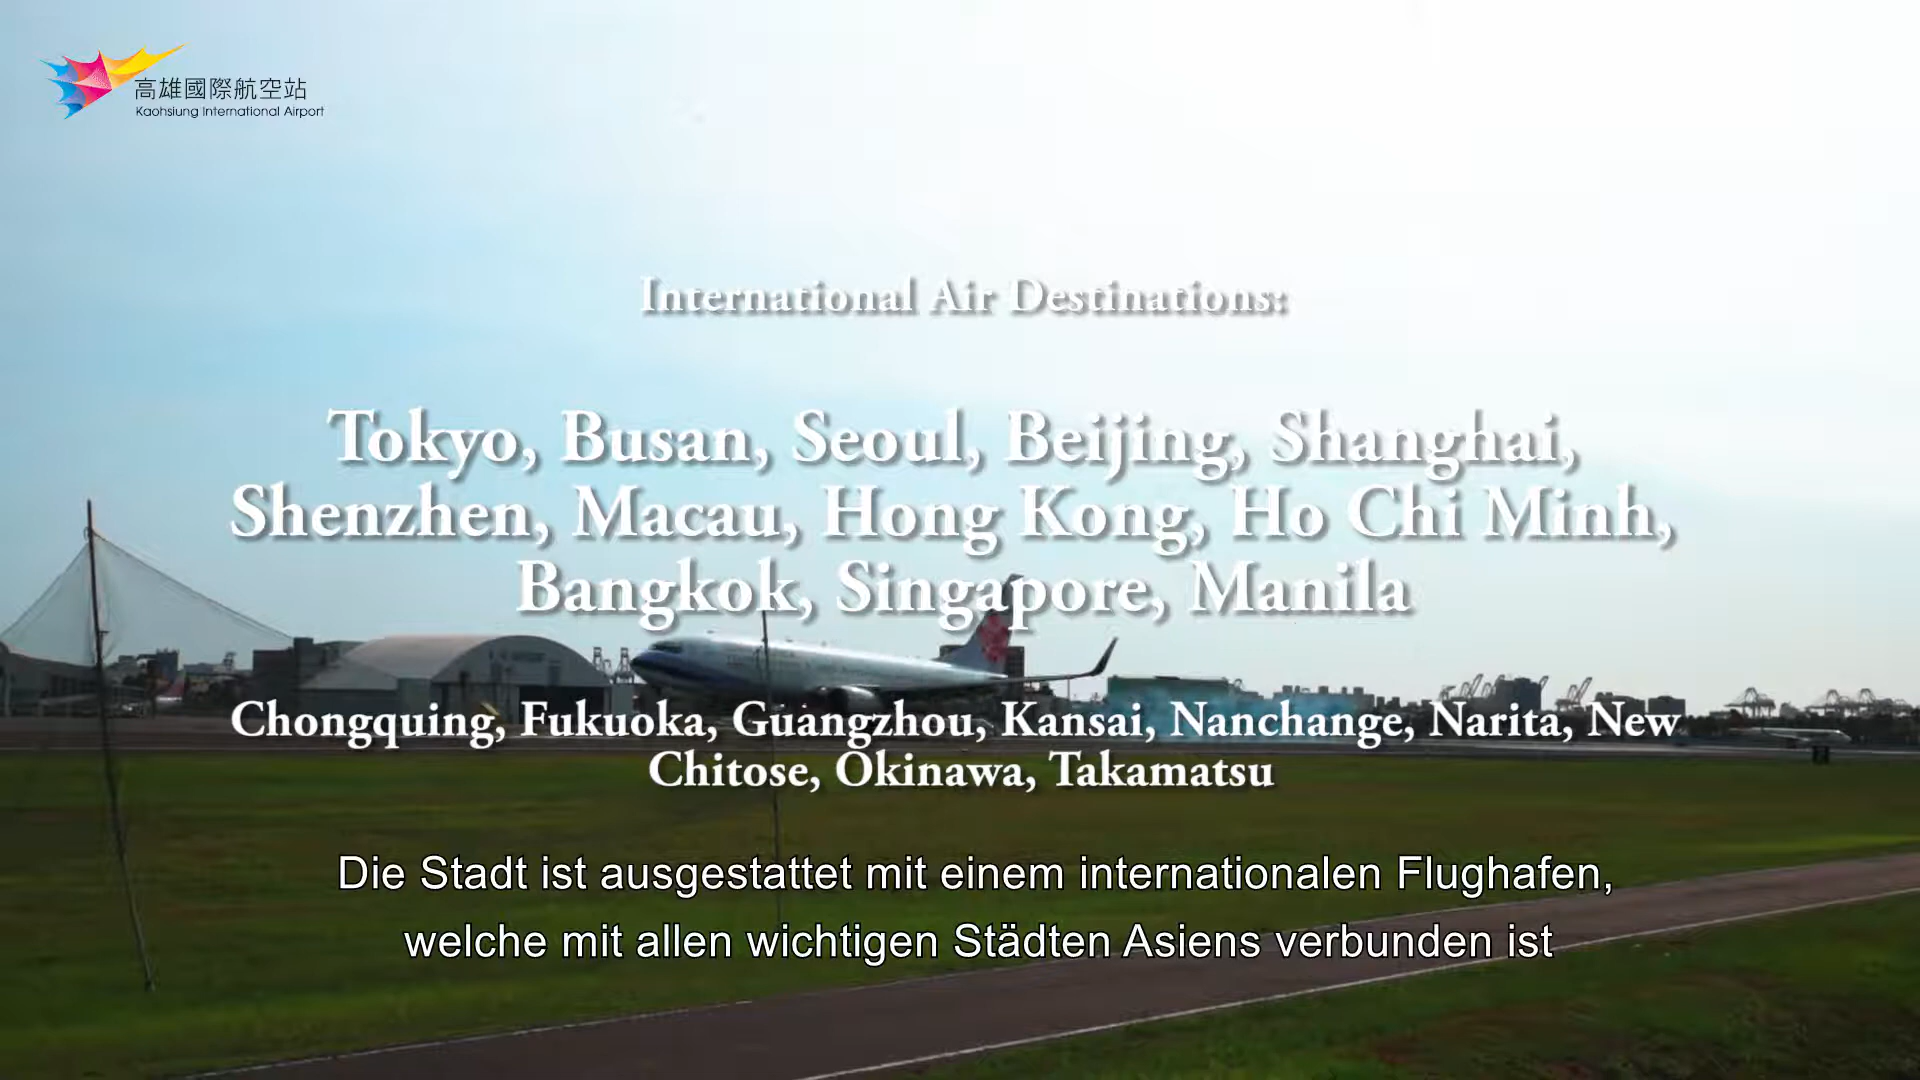 高雄國際航空站
Kaohsiung International Airport
International Air Destinations:
Tokyo, Busan, Seoul, Beijing, Shanghai,
Shenzhen, Macau, Hong Kong, Ho Chi Minh,
Bangkok, Singapore, Manila
Chongquing, Fukuoka, Guangzhou, Kansai, Nanchange, Narita, New
Chitose, Okinawa, Takamatsu
Die Stadt ist ausgestattet mit einem internationalen Flughafen,
welche mit allen wichtigen Städten Asiens verbunden ist